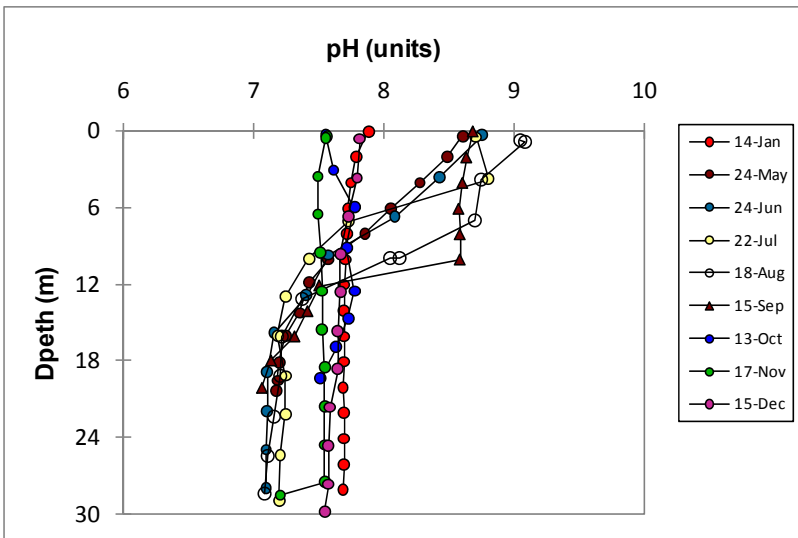 pH (units)
6 7 8 9 10
0
6
12
18
24
30
Dpeth (m)
14-Jan
24-May
24-Jun
22-Jul
18-Aug
15-Sep
13-Oct
17-Nov
15-Dec